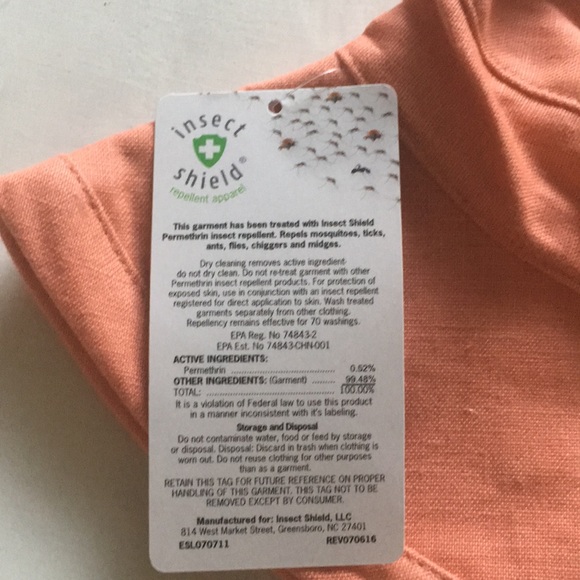 insect
shield®
repellent apparel
This garment has been treated with Insect Shield
Permethrin insect repellent. Repels mosquitoes, ticks,
ants, flies, chiggers and midges.
Dry cleaning removes active ingredient-
do not dry clean. Do not re-treat garment with other
Permethrin insect repellent products. For protection of
exposed skin, use in conjunction with an insect repellent
registered for direct application to skin. Wash treated
garments separately from other clothing.
Repellency remains effective for 70 washings.
EPA Reg. No 74843-2
EPA Est. No 74843-CHN-001
ACTIVE INGREDIENTS:
Permethrin .................................... 0.52%
OTHER INGREDIENTS: (Garment) ........ 99.48%
TOTAL: .................................................. 100.00%
It is a violation of Federal law to use this product
in a manner inconsistent with it's labeling.
Storage and Disposal
Do not contaminate water, food or feed by storage
or disposal. Disposal: Discard in trash when clothing is
worn out. Do not reuse clothing for other purposes
than as a garment.
RETAIN THIS TAG FOR FUTURE REFERENCE ON PROPER
HANDLING OF THIS GARMENT. THIS TAG NOT TO BE
REMOVED EXCEPT BY CONSUMER.
Manufactured for: Insect Shield, LLC
814 West Market Street, Greensboro, NC 27401
ESL070711 REV070616